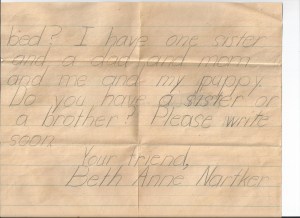 bed? I have one sister
and a dad and mom
and me and my puppy.
Do you have a sister or
a brother? Please write
soon.
Your friend,
Beth Anne Nartker